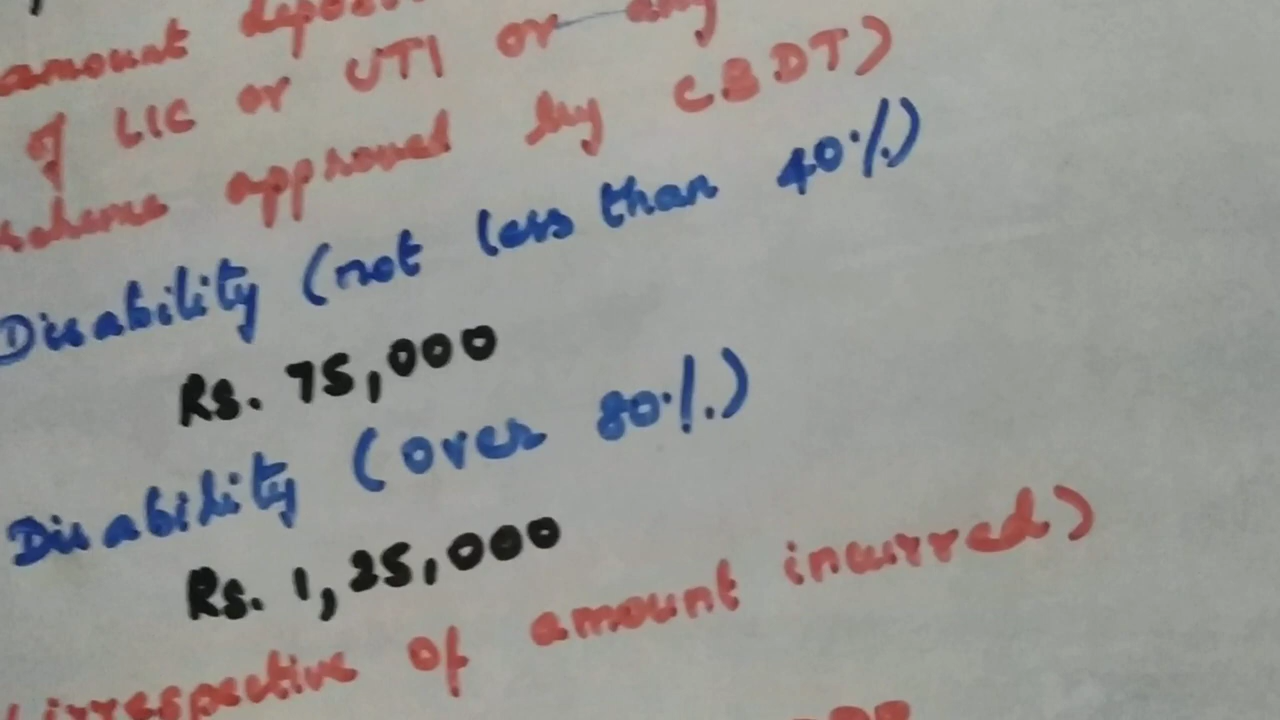 amount
of LIC or UTI or any
scheme approved by CBDT)
Disability (not less than 40%)
Rs. 75,000
Disability (over 80%)
Rs. 1,25,000
(irrespective of amount incurred)